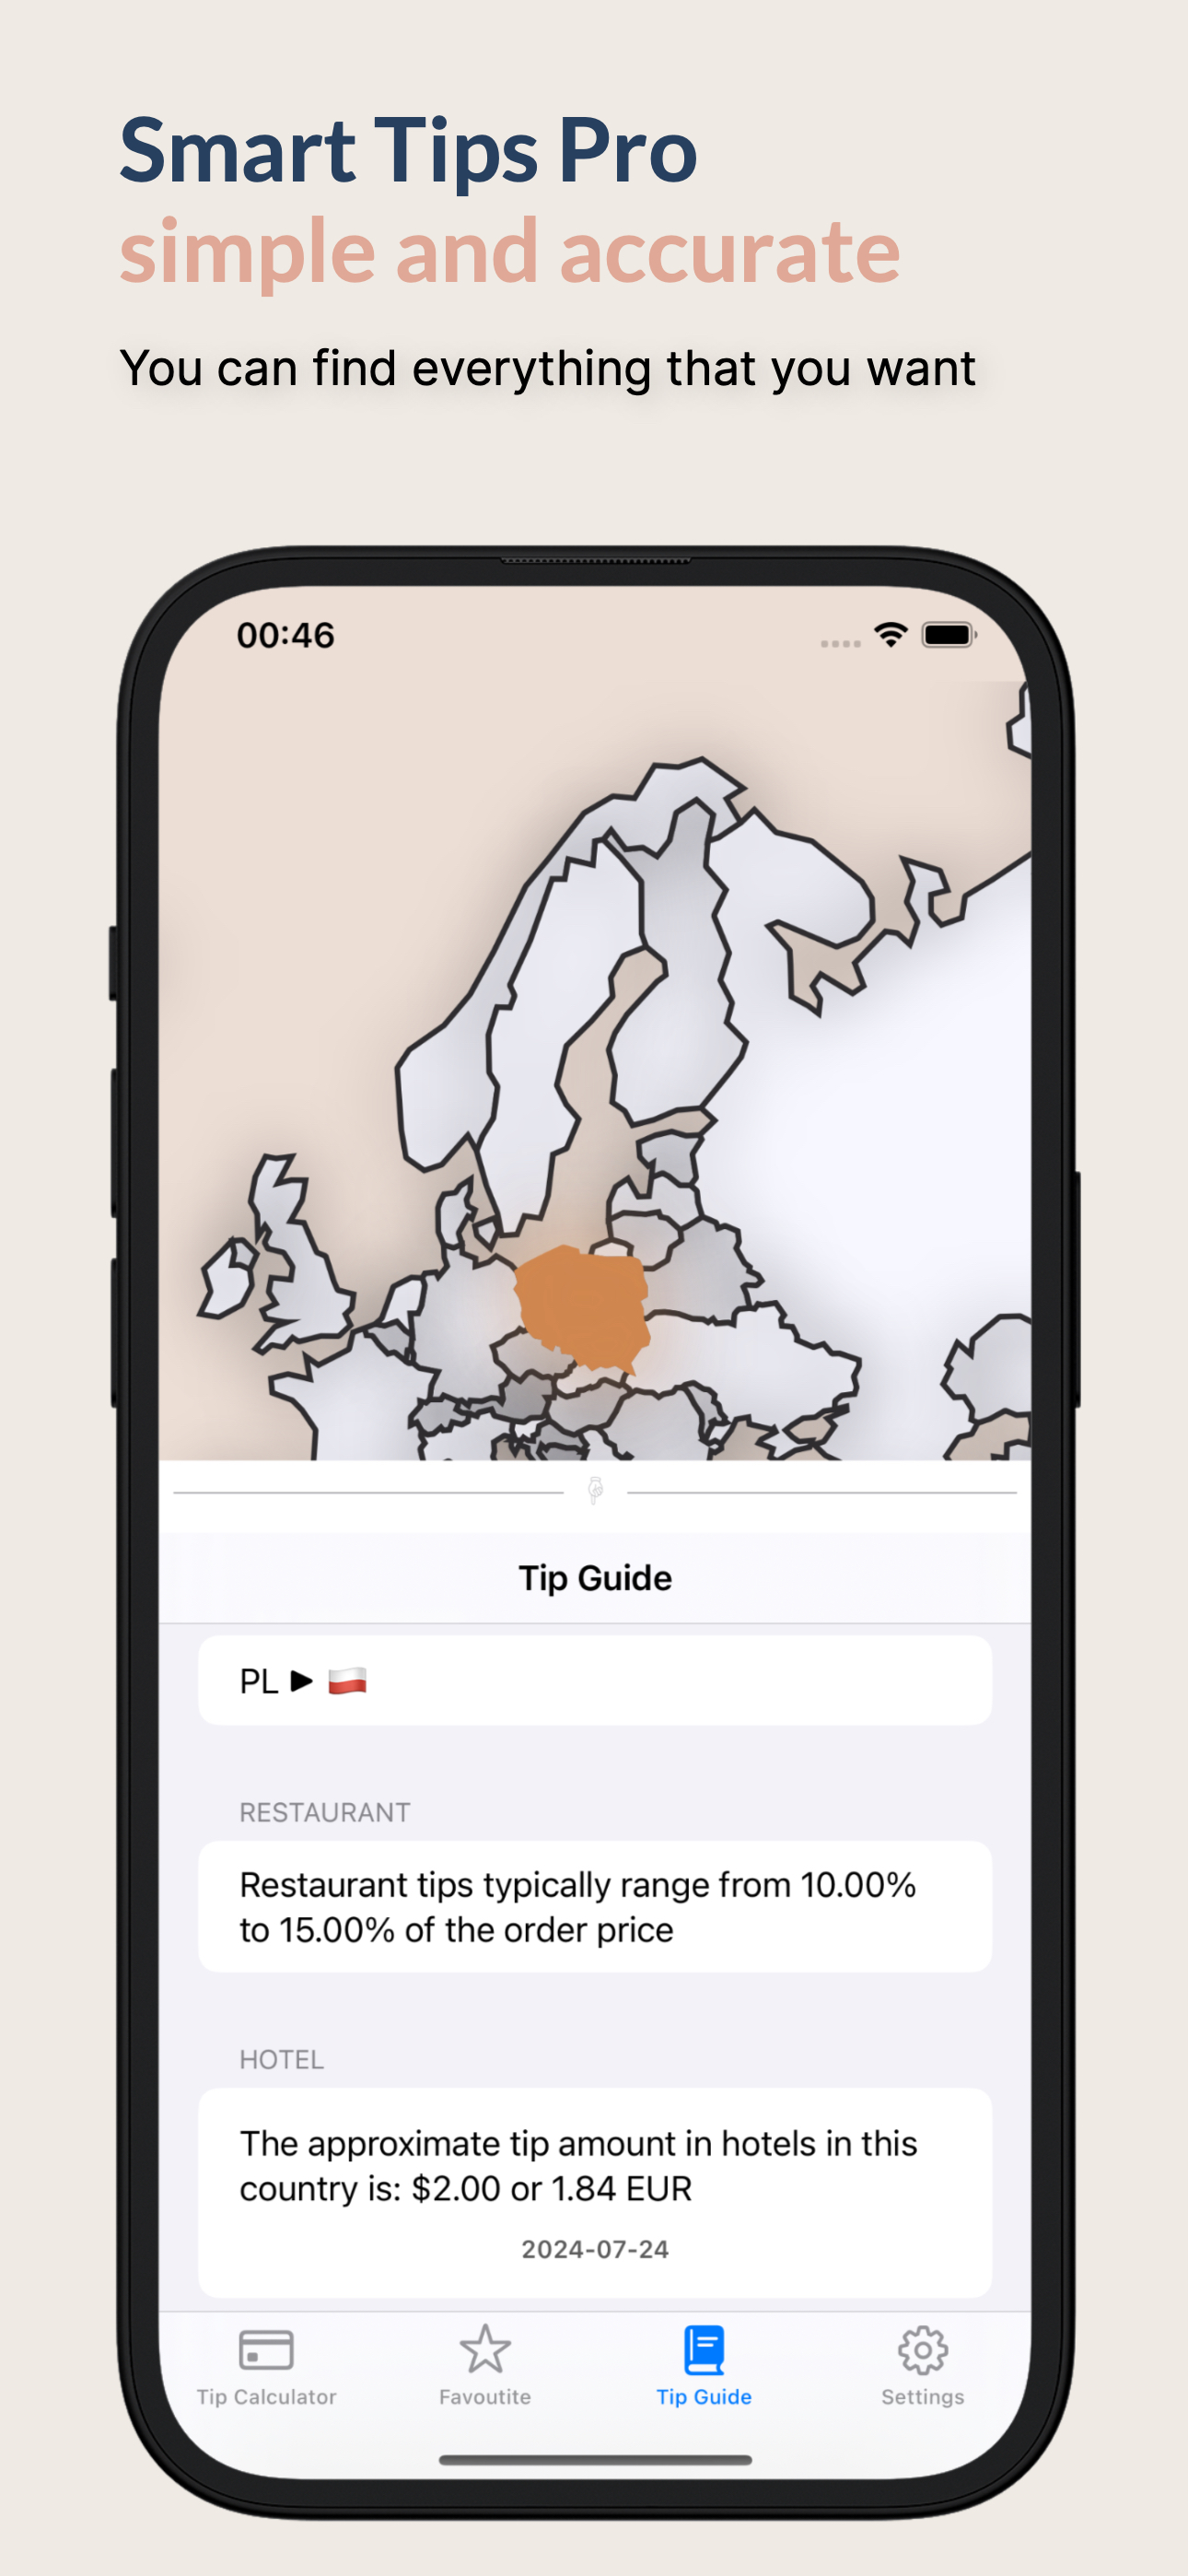 Smart Tips Pro
simple and accurate
You can find everything that you want
00:46
Tip Guide
PL ▶ 🇵🇱
RESTAURANT
Restaurant tips typically range from 10.00%
to 15.00% of the order price
HOTEL
The approximate tip amount in hotels in this
country is: $2.00 or 1.84 EUR
2024-07-24
Tip Calculator
Favoutite
Tip Guide
Settings